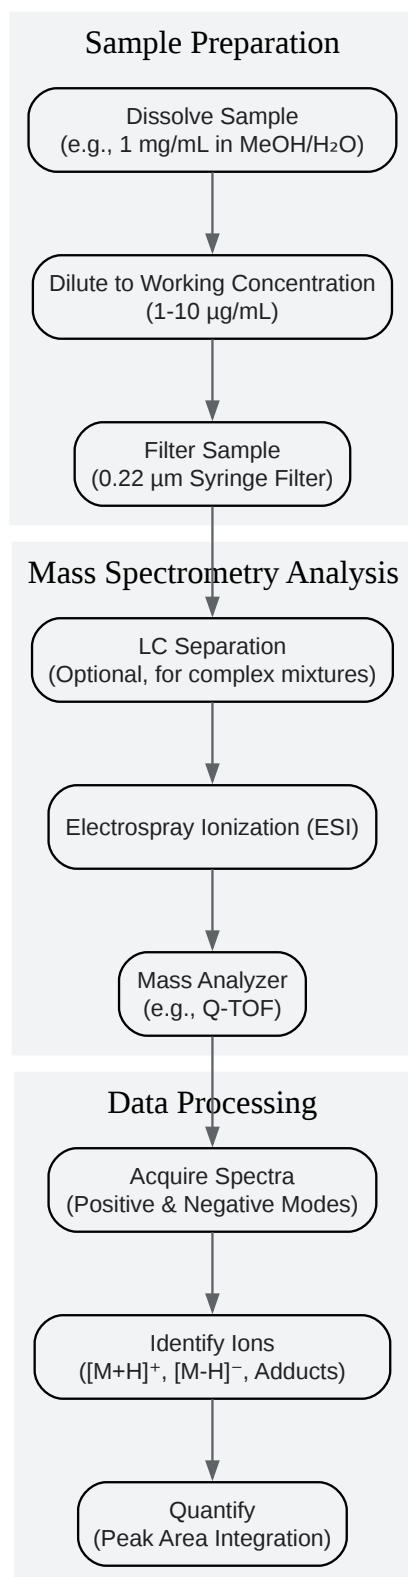 Sample Preparation
Dissolve Sample
(e.g., 1 mg/mL in MeOH/H₂O)
Dilute to Working Concentration
(1-10 µg/mL)
Filter Sample
(0.22 µm Syringe Filter)
Mass Spectrometry Analysis
LC Separation
(Optional, for complex mixtures)
Electrospray Ionization (ESI)
Mass Analyzer
(e.g., Q-TOF)
Data Processing
Acquire Spectra
(Positive & Negative Modes)
Identify Ions
([M+H]⁺, [M-H]⁻, Adducts)
Quantify
(Peak Area Integration)